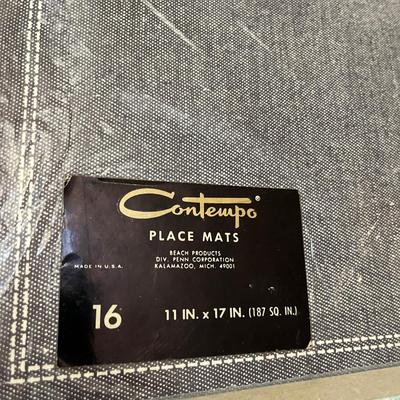 Contempo®
PLACE MATS
BEACH PRODUCTS
DIV. PENN CORPORATION
KALAMAZOO, MICH. 49001
MADE IN U.S.A.
16
11 IN. x 17 IN. (187 SQ. IN.)